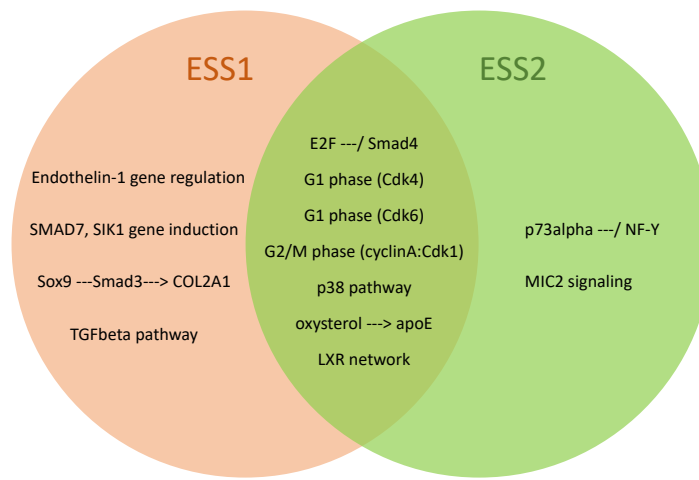 ESS1
ESS2
Endothelin-1 gene regulation
SMAD7, SIK1 gene induction
Sox9 ---Smad3---> COL2A1
TGFbeta pathway
E2F ---/ Smad4
G1 phase (Cdk4)
G1 phase (Cdk6)
G2/M phase (cyclinA:Cdk1)
p38 pathway
oxysterol ---> apoE
LXR network
p73alpha ---/ NF-Y
MIC2 signaling